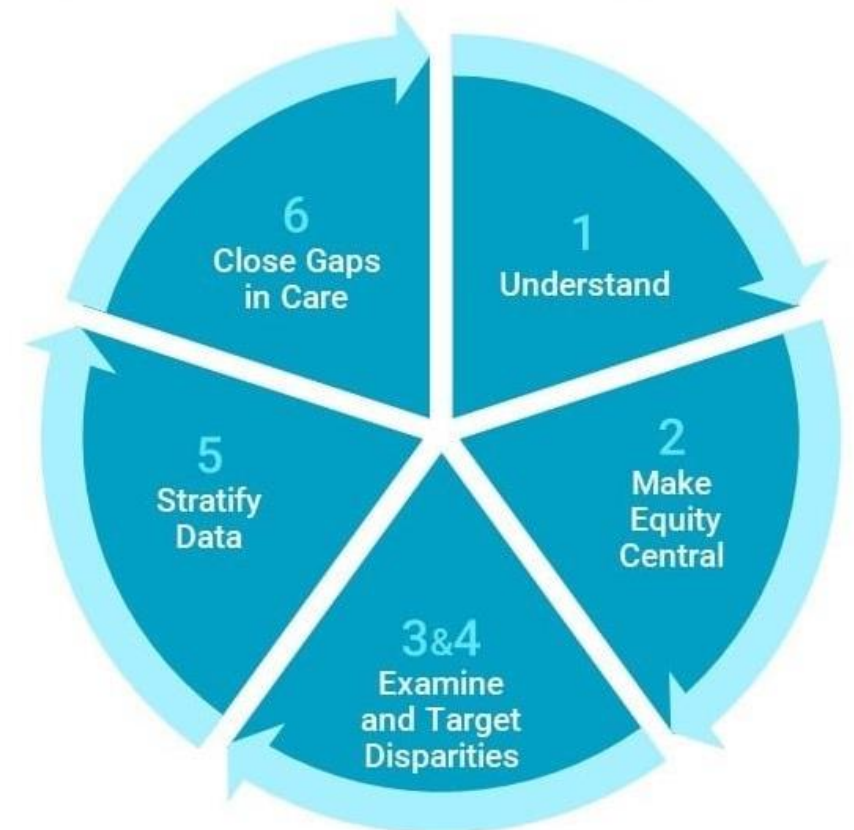 1
Understand
2
Make
Equity
Central
3&4
Examine
and Target
Disparities
5
Stratify
Data
6
Close Gaps
in Care